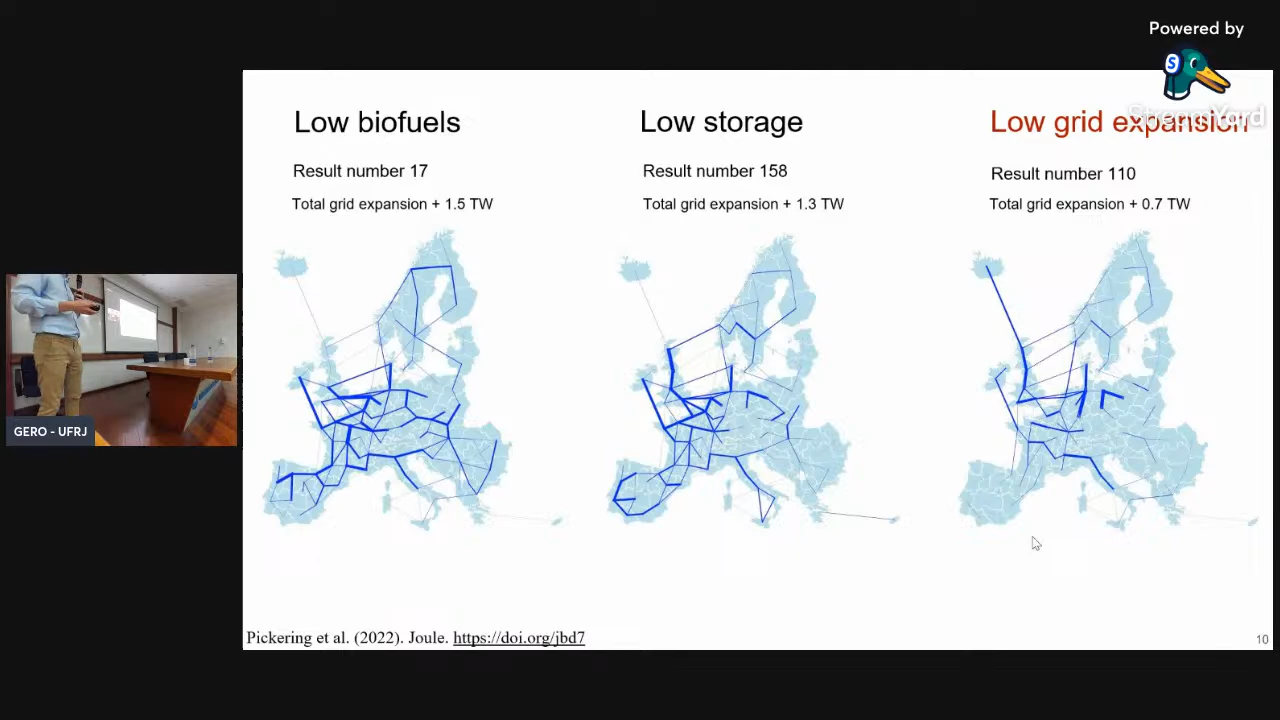 Powered by
S
StreamYard
Low biofuels
Result number 17
Total grid expansion + 1.5 TW
Low storage
Result number 158
Total grid expansion + 1.3 TW
Low grid expansion
Result number 110
Total grid expansion + 0.7 TW
GERO - UFRJ
Pickering et al. (2022). Joule. https://doi.org/jbd7
10